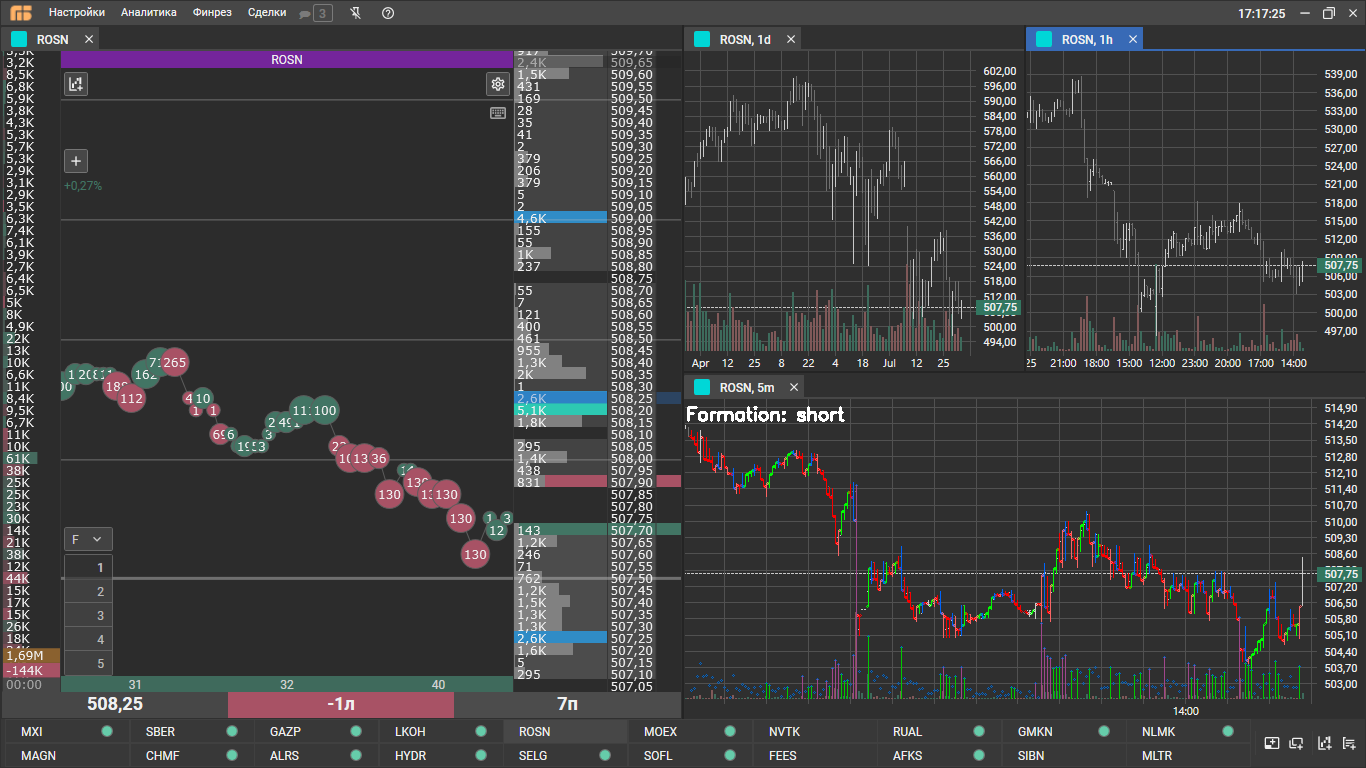 Настройки Аналитика Финрез Сделки 3 17:17:25
ROSN
ROSN, 1d
ROSN, 1h
ROSN
+0,27%
3,2K
8,5K
6,8K
5,9K
3,8K
4,3K
5,7K
5,3K
2,9K
3,1K
2,9K
3,5K
6,3K
7,4K
6,1K
3,9K
2,7K
6,4K
6,5K
5K
8K
4,9K
22K
13K
10K
6,6K
11K
8,4K
9,5K
6,7K
11K
10K
61K
38K
25K
25K
23K
30K
14K
21K
38K
12K
44K
15K
17K
15K
26K
18K
1,69M
-144K
00:00
265
112
4 10
1 1
3
100
36
130
130
130
130
1 3
12
130
F
1
2
3
4
5
31 32 40
508,25 -1л 7п
2,4K 509,65
1,5K 509,60
431 509,55
169 509,50
28 509,45
35 509,40
41 509,35
2 509,30
379 509,25
206 509,20
379 509,15
5 509,10
2 509,05
4,6K 509,00
155 508,95
55 508,90
1K 508,85
237 508,80
508,75
55 508,70
7 508,65
121 508,60
400 508,55
461 508,50
955 508,45
1,3K 508,40
2K 508,35
1 508,30
2,6K 508,25
5,1K 508,20
1,8K 508,15
508,10
295 508,05
1,4K 508,00
438 507,95
831 507,90
507,85
507,80
507,75
143 507,70
1,2K 507,65
246 507,60
71 507,55
762 507,50
1,2K 507,45
1,5K 507,40
1,3K 507,35
1,3K 507,30
2,6K 507,25
1,6K 507,20
5 507,15
295 507,10
507,05
602,00
596,00
590,00
584,00
578,00
572,00
566,00
560,00
554,00
548,00
542,00
536,00
530,00
524,00
518,00
512,00
507,75
500,00
494,00
Apr 12 25 8 22 4 18 Jul 12 25
539,00
536,00
533,00
530,00
527,00
524,00
521,00
518,00
515,00
512,00
507,75
506,00
503,00
500,00
497,00
25 21:00 18:00 15:00 12:00 23:00 20:00 17:00 14:00
ROSN, 5m
Formation: short
514,90
514,20
513,50
512,80
512,10
511,40
510,70
510,00
509,30
508,60
507,75
507,20
506,50
505,80
505,10
504,40
503,70
503,00
14:00
MXI SBER GAZP LKOH ROSN MOEX NVTK RUAL GMKN NLMK
MAGN CHMF ALRS HYDR SELG SOFL FEES AFKS SIBN MLTR